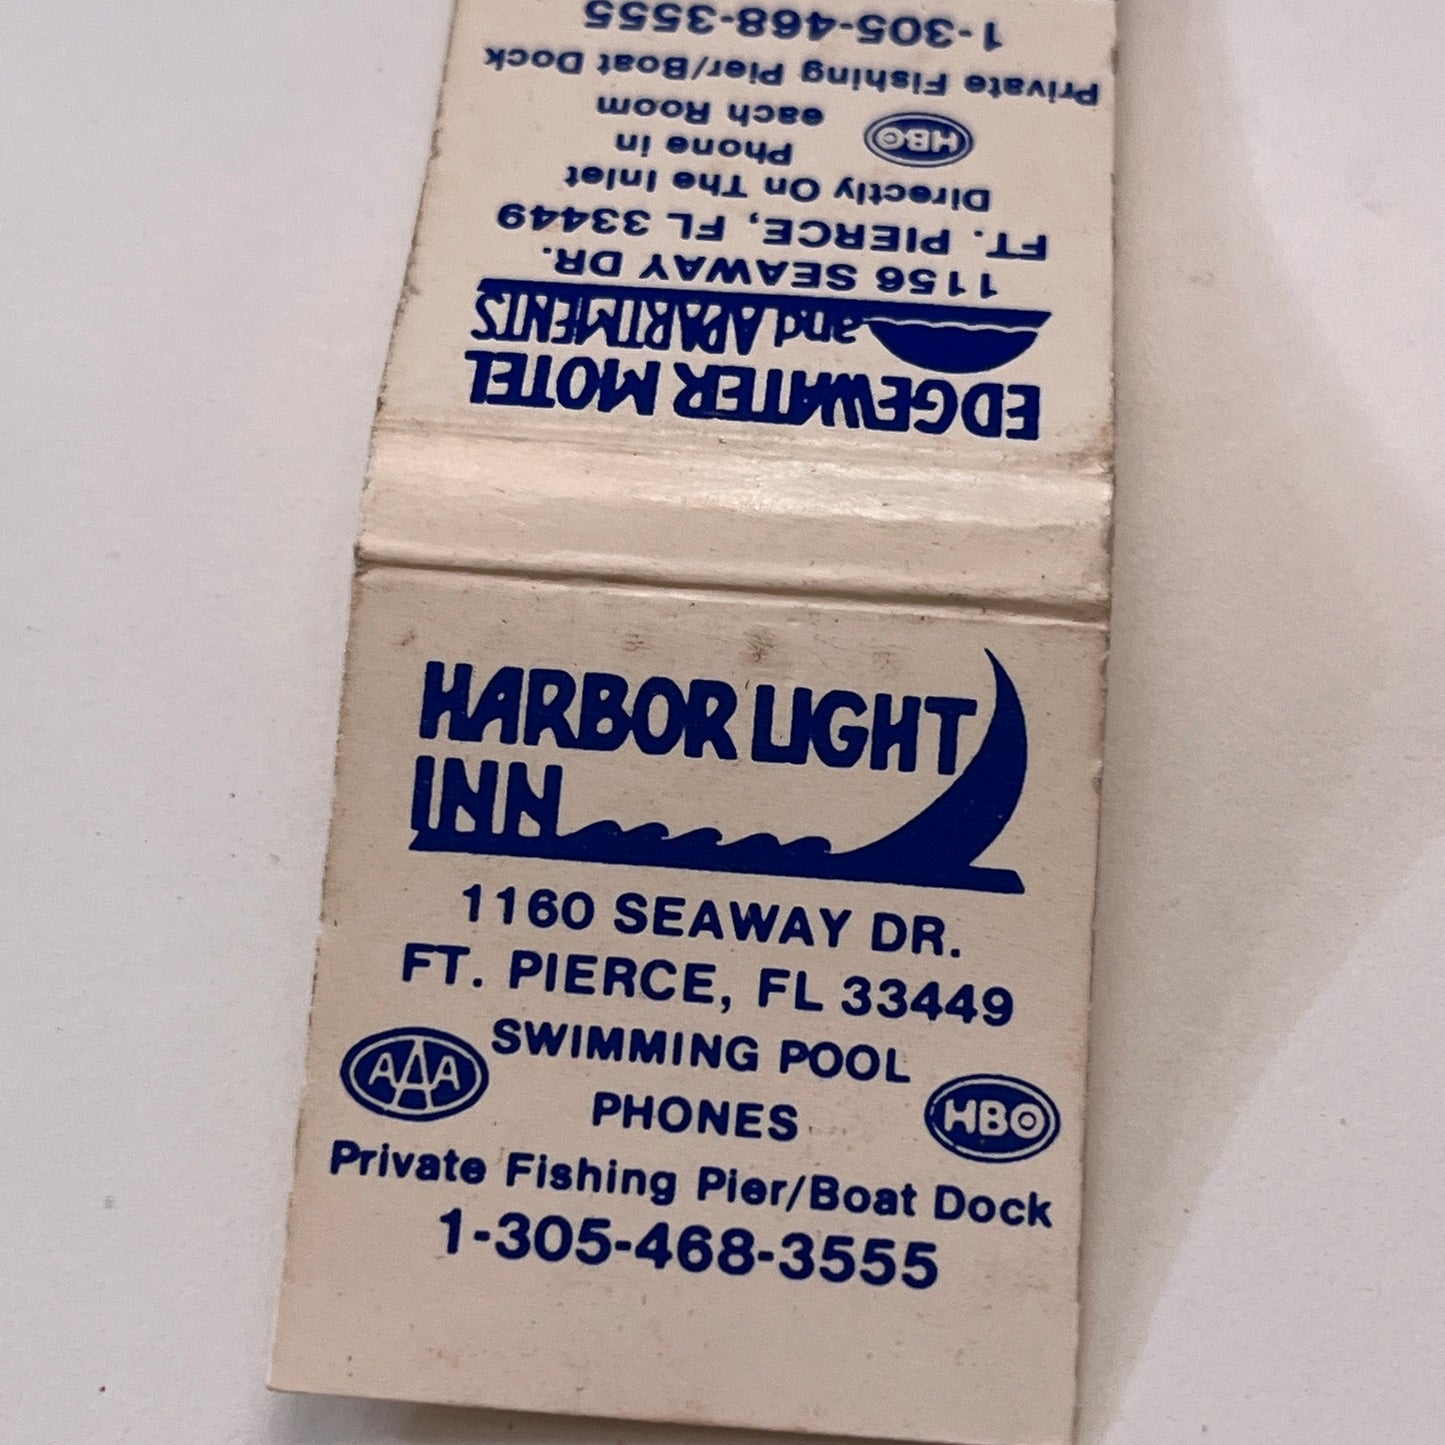 1-305-468-3555
Private Fishing Pier/Boat Dock
each Room
HBO
Phone in
Directly On The Inlet
FT. PIERCE, FL 33449
1156 SEAWAY DR.
and APARTMENTS
EDGEWATER MOTEL
HARBOR LIGHT
INN
1160 SEAWAY DR.
FT. PIERCE, FL 33449
SWIMMING POOL
AAA
PHONES
HBO
Private Fishing Pier/Boat Dock
1-305-468-3555